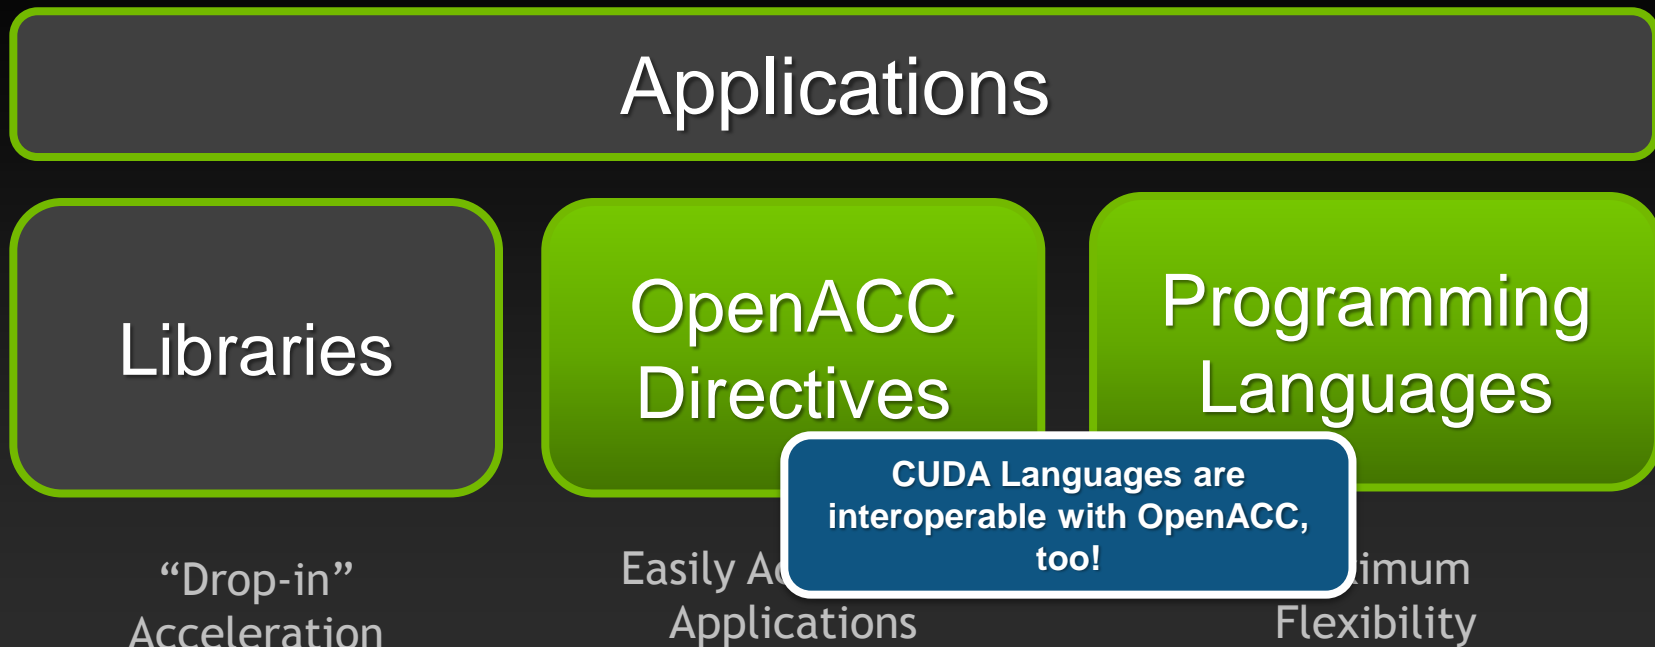 Applications
Libraries
OpenACC
Directives
Programming
Languages
CUDA Languages are
interoperable with OpenACC,
too!
“Drop-in”
Acceleration
Easily
Applications
Flexibility